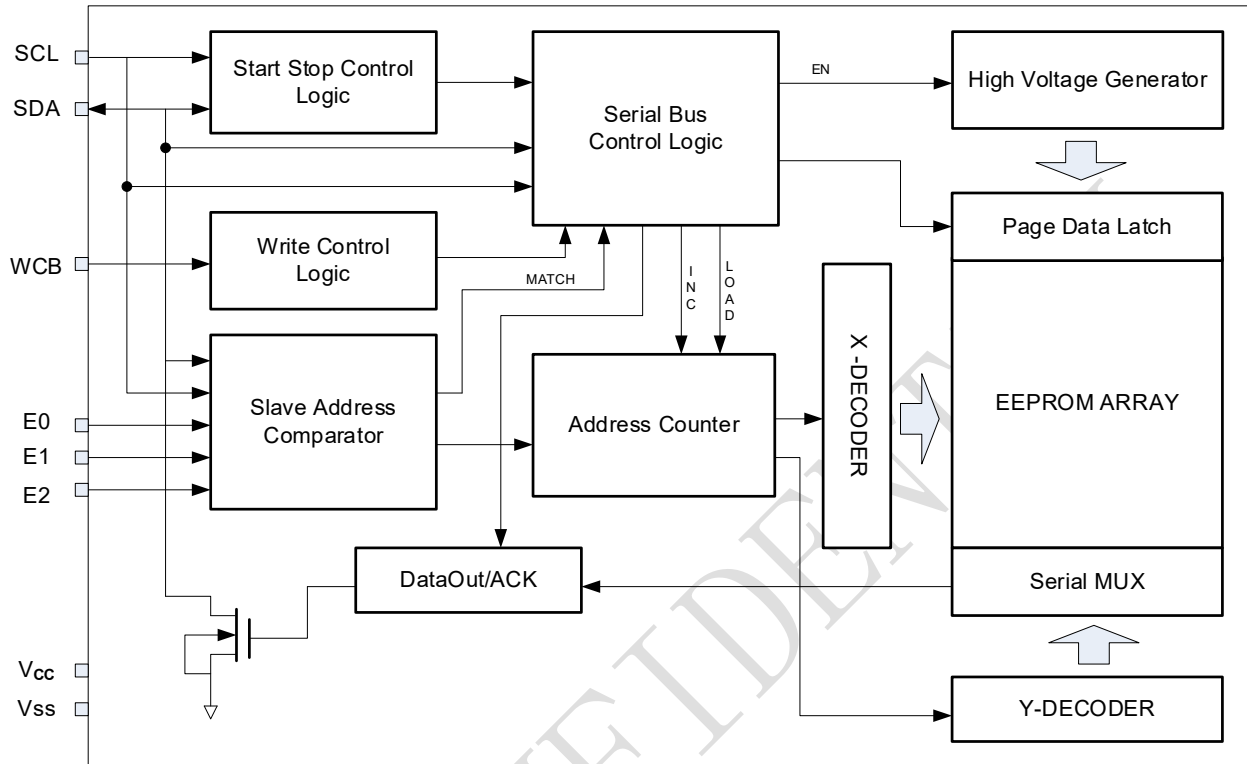 SCL
SDA
WCB
E0
E1
E2
Vcc
Vss
Start Stop Control
Logic
Write Control
Logic
Slave Address
Comparator
Serial Bus
Control Logic
EN
MATCH
INC
LOAD
Address Counter
DataOut/ACK
X -DECODER
High Voltage Generator
Page Data Latch
EEPROM ARRAY
Serial MUX
Y-DECODER